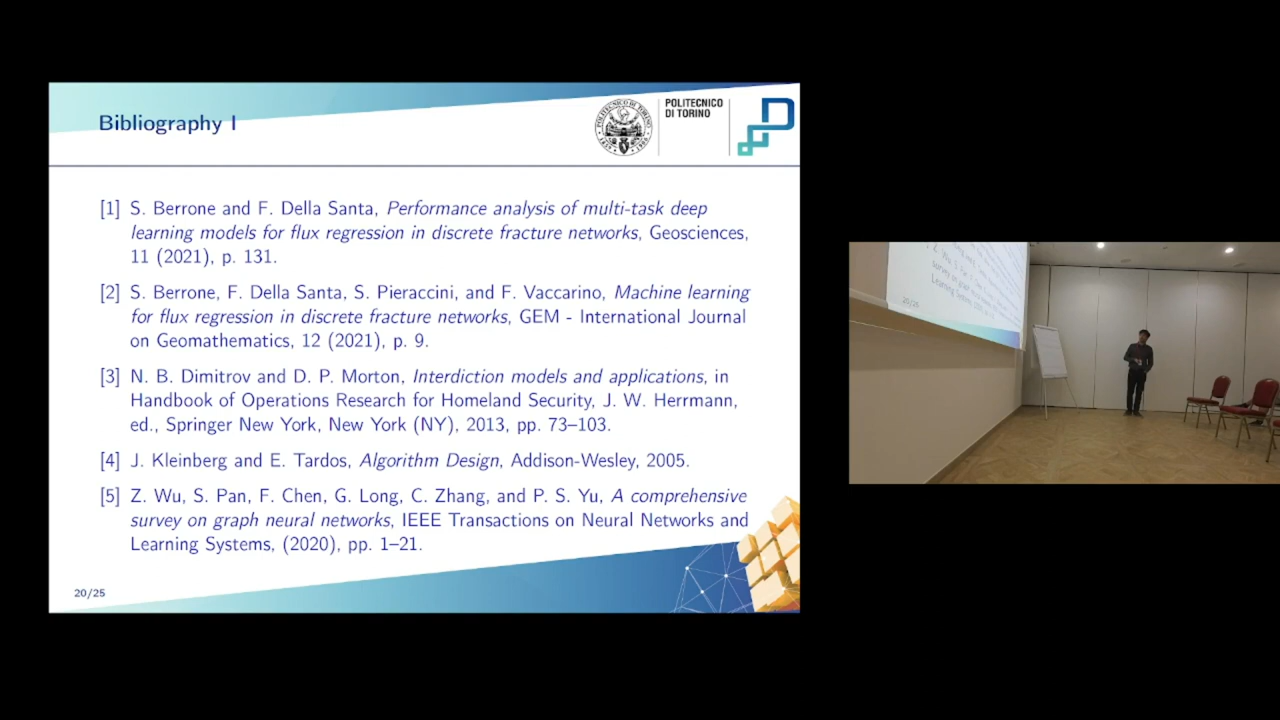 Bibliography I
POLITECNICO
DI TORINO
[1] S. Berrone and F. Della Santa, Performance analysis of multi-task deep
learning models for flux regression in discrete fracture networks, Geosciences,
11 (2021), p. 131.
[2] S. Berrone, F. Della Santa, S. Pieraccini, and F. Vaccarino, Machine learning
for flux regression in discrete fracture networks, GEM - International Journal
on Geomathematics, 12 (2021), p. 9.
[3] N. B. Dimitrov and D. P. Morton, Interdiction models and applications, in
Handbook of Operations Research for Homeland Security, J. W. Herrmann,
ed., Springer New York, New York (NY), 2013, pp. 73–103.
[4] J. Kleinberg and E. Tardos, Algorithm Design, Addison-Wesley, 2005.
[5] Z. Wu, S. Pan, F. Chen, G. Long, C. Zhang, and P. S. Yu, A comprehensive
survey on graph neural networks, IEEE Transactions on Neural Networks and
Learning Systems, (2020), pp. 1–21.
20/25